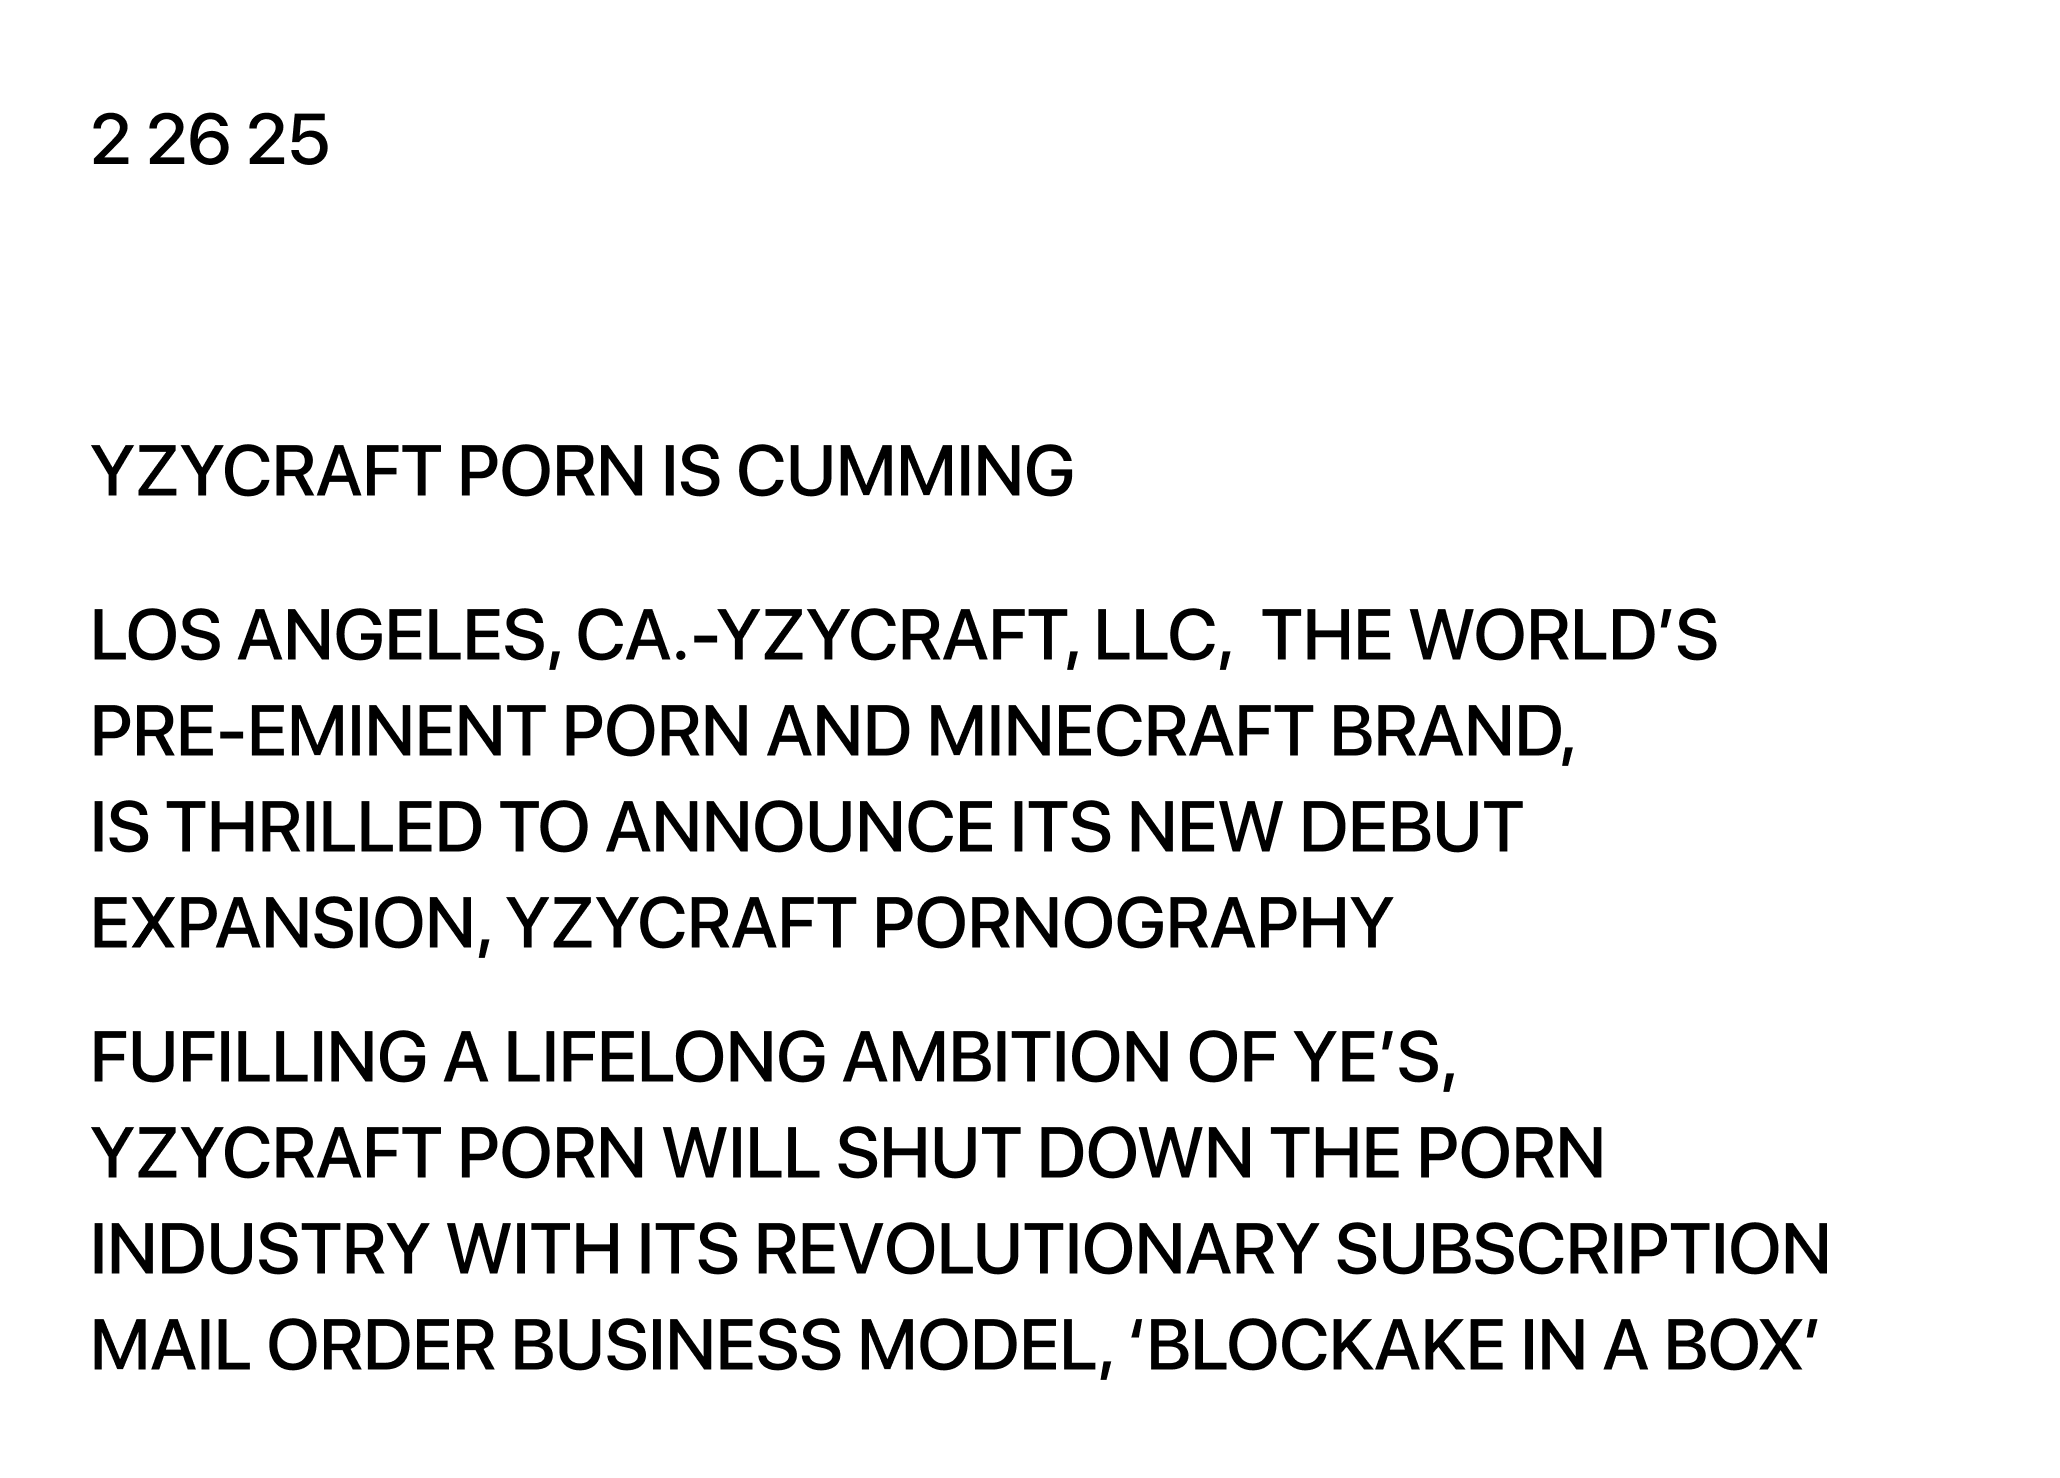 2 26 25
YZYCRAFT PORN IS CUMMING
LOS ANGELES, CA.-YZYCRAFT, LLC,  THE WORLD’S
PRE-EMINENT PORN AND MINECRAFT BRAND,
IS THRILLED TO ANNOUNCE ITS NEW DEBUT
EXPANSION, YZYCRAFT PORNOGRAPHY
FUFILLING A LIFELONG AMBITION OF YE’S,
YZYCRAFT PORN WILL SHUT DOWN THE PORN
INDUSTRY WITH ITS REVOLUTIONARY SUBSCRIPTION
MAIL ORDER BUSINESS MODEL, ‘BLOCKAKE IN A BOX’